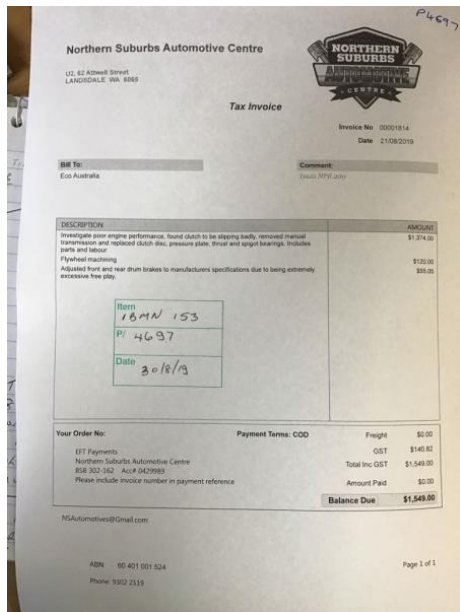 P4697
Northern Suburbs Automotive Centre
U2, 62 Attwell Street
LANDSDALE WA 6065
NORTHERN
SUBURBS
AUTOMOTIVE
CENTRE
Tax Invoice
Invoice No 00001814
Date 21/08/2019
Bill To:
Comment:
Eco Australia
Isuzu NPR
DESCRIPTION AMOUNT
Investigate poor engine performance, found clutch to be slipping badly, removed manual $1,374.00
transmission and replaced clutch disc, pressure plate, thrust and spigot bearings. Includes
parts and labour
Flywheel machining $120.00
Adjusted front and rear drum brakes to manufacturers specifications due to being extremely $55.00
excessive free play.
Item
1BMN 153
P/ 4697
Date
30/8/19
Your Order No: Payment Terms: COD Freight $0.00
EFT Payments GST $140.82
Northern Suburbs Automotive Centre Total Inc GST $1,549.00
BSB 302-162 Acc# 0429989
Please include invoice number in payment reference Amount Paid $0.00
Balance Due $1,549.00
NSAutomotives@Gmail.com
ABN 60 401 001 524 Page 1 of 1
Phone: 9302 2119